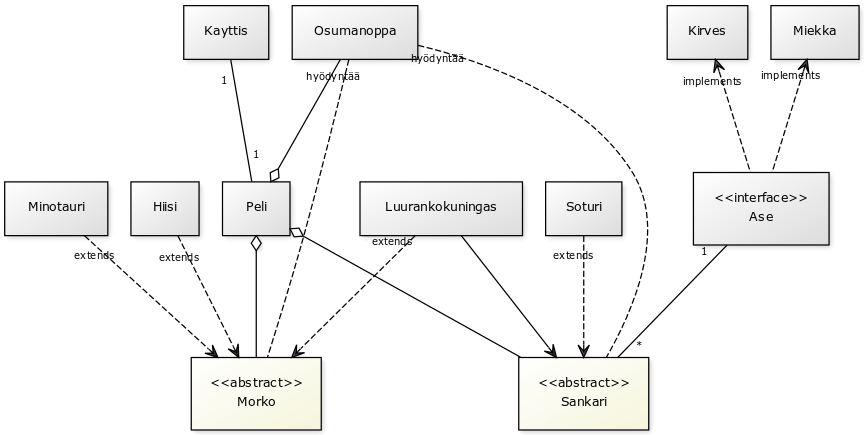 Kayttis
Osumanoppa
Kirves
Miekka
hyödyntää
hyödyntää
1
implements
implements
1
Minotauri
Hiisi
Peli
Luurankokuningas
Soturi
<<interface>>
Ase
extends
extends
extends
extends
1
*
<<abstract>>
Morko
<<abstract>>
Sankari